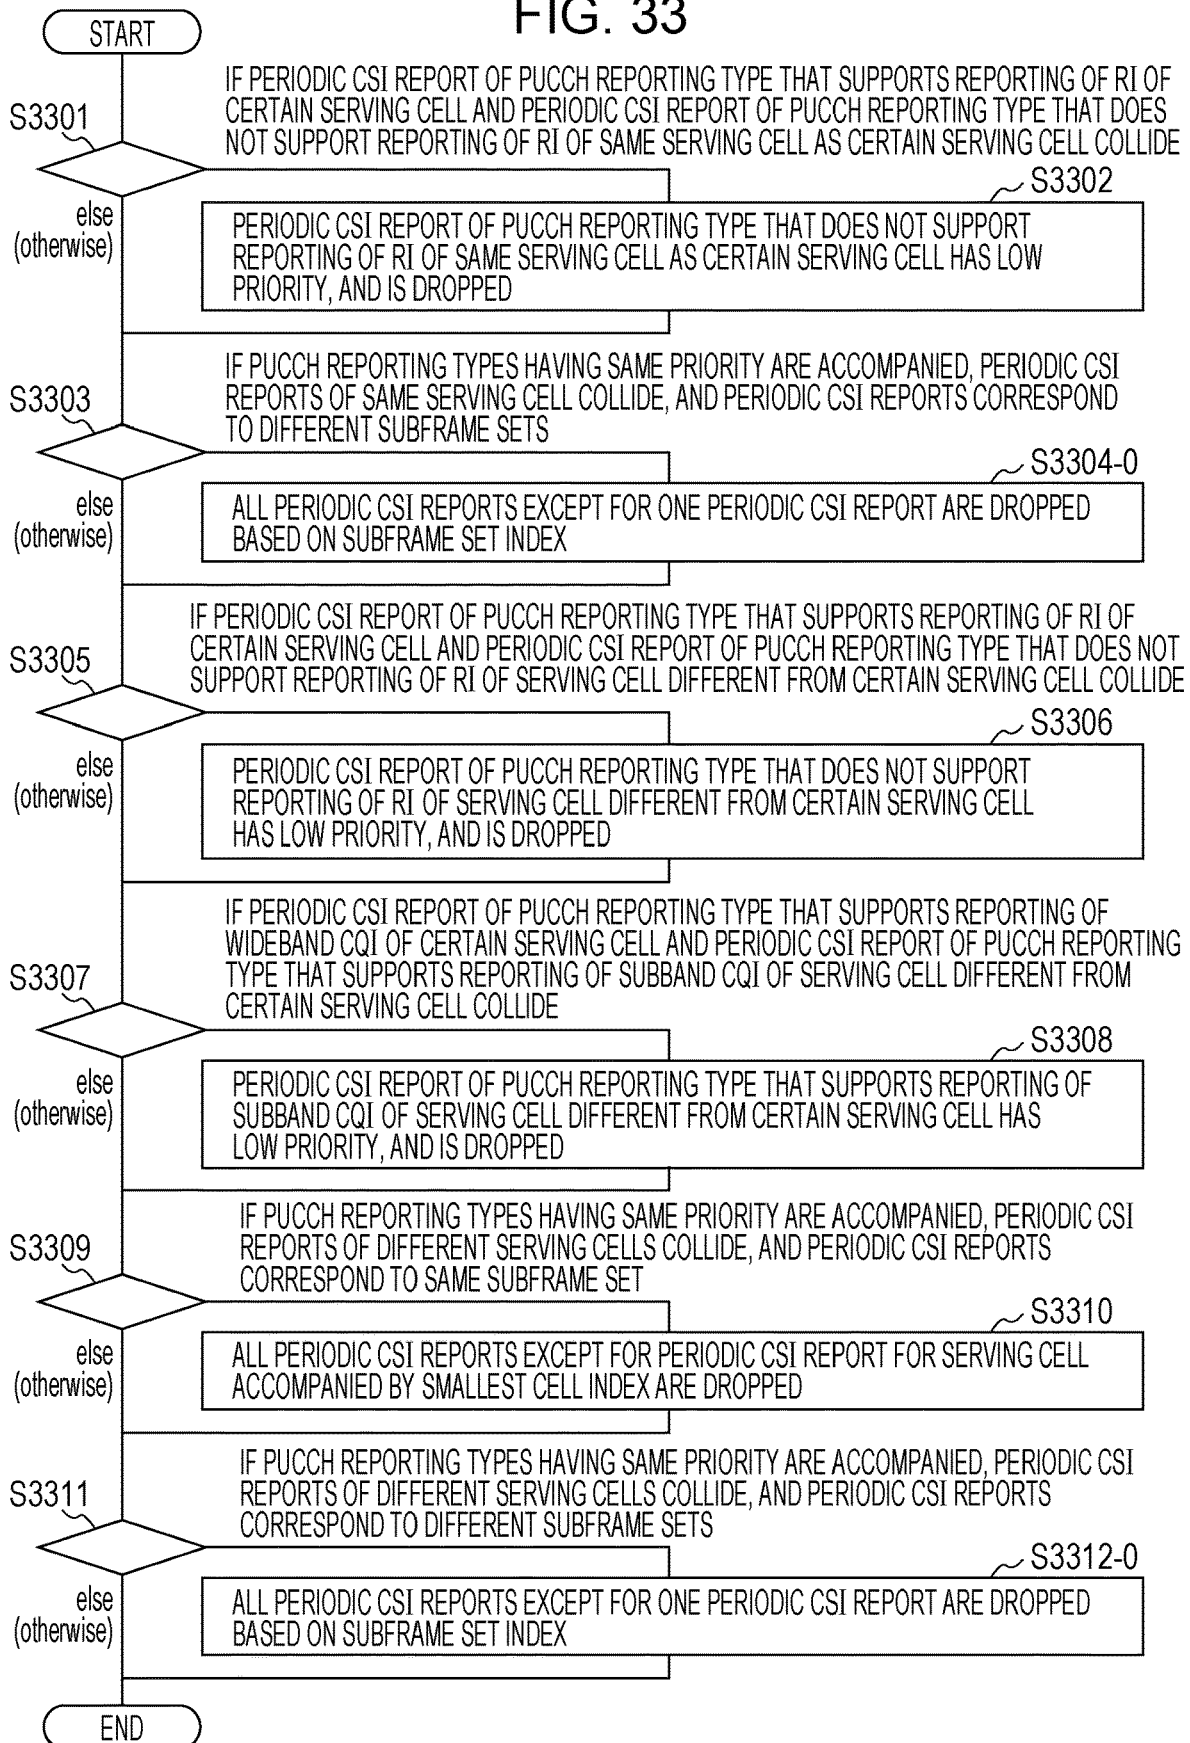 FIG. 33
START
IF PERIODIC CSI REPORT OF PUCCH REPORTING TYPE THAT SUPPORTS REPORTING OF RI OF
CERTAIN SERVING CELL AND PERIODIC CSI REPORT OF PUCCH REPORTING TYPE THAT DOES
NOT SUPPORT REPORTING OF RI OF SAME SERVING CELL AS CERTAIN SERVING CELL COLLIDE
S3301
S3302
else
(otherwise)
PERIODIC CSI REPORT OF PUCCH REPORTING TYPE THAT DOES NOT SUPPORT
REPORTING OF RI OF SAME SERVING CELL AS CERTAIN SERVING CELL HAS LOW
PRIORITY, AND IS DROPPED
IF PUCCH REPORTING TYPES HAVING SAME PRIORITY ARE ACCOMPANIED, PERIODIC CSI
REPORTS OF SAME SERVING CELL COLLIDE, AND PERIODIC CSI REPORTS CORRESPOND
TO DIFFERENT SUBFRAME SETS
S3303
S3304-0
else
(otherwise)
ALL PERIODIC CSI REPORTS EXCEPT FOR ONE PERIODIC CSI REPORT ARE DROPPED
BASED ON SUBFRAME SET INDEX
IF PERIODIC CSI REPORT OF PUCCH REPORTING TYPE THAT SUPPORTS REPORTING OF RI OF
CERTAIN SERVING CELL AND PERIODIC CSI REPORT OF PUCCH REPORTING TYPE THAT DOES NOT
SUPPORT REPORTING OF RI OF SERVING CELL DIFFERENT FROM CERTAIN SERVING CELL COLLIDE
S3305
S3306
else
(otherwise)
PERIODIC CSI REPORT OF PUCCH REPORTING TYPE THAT DOES NOT SUPPORT
REPORTING OF RI OF SERVING CELL DIFFERENT FROM CERTAIN SERVING CELL
HAS LOW PRIORITY, AND IS DROPPED
IF PERIODIC CSI REPORT OF PUCCH REPORTING TYPE THAT SUPPORTS REPORTING OF
WIDEBAND CQI OF CERTAIN SERVING CELL AND PERIODIC CSI REPORT OF PUCCH REPORTING
TYPE THAT SUPPORTS REPORTING OF SUBBAND CQI OF SERVING CELL DIFFERENT FROM
CERTAIN SERVING CELL COLLIDE
S3307
S3308
else
(otherwise)
PERIODIC CSI REPORT OF PUCCH REPORTING TYPE THAT SUPPORTS REPORTING OF
SUBBAND CQI OF SERVING CELL DIFFERENT FROM CERTAIN SERVING CELL HAS
LOW PRIORITY, AND IS DROPPED
IF PUCCH REPORTING TYPES HAVING SAME PRIORITY ARE ACCOMPANIED, PERIODIC CSI
REPORTS OF DIFFERENT SERVING CELLS COLLIDE, AND PERIODIC CSI REPORTS
CORRESPOND TO SAME SUBFRAME SET
S3309
S3310
else
(otherwise)
ALL PERIODIC CSI REPORTS EXCEPT FOR PERIODIC CSI REPORT FOR SERVING CELL
ACCOMPANIED BY SMALLEST CELL INDEX ARE DROPPED
IF PUCCH REPORTING TYPES HAVING SAME PRIORITY ARE ACCOMPANIED, PERIODIC CSI
REPORTS OF DIFFERENT SERVING CELLS COLLIDE, AND PERIODIC CSI REPORTS
CORRESPOND TO DIFFERENT SUBFRAME SETS
S3311
S3312-0
else
(otherwise)
ALL PERIODIC CSI REPORTS EXCEPT FOR ONE PERIODIC CSI REPORT ARE DROPPED
BASED ON SUBFRAME SET INDEX
END